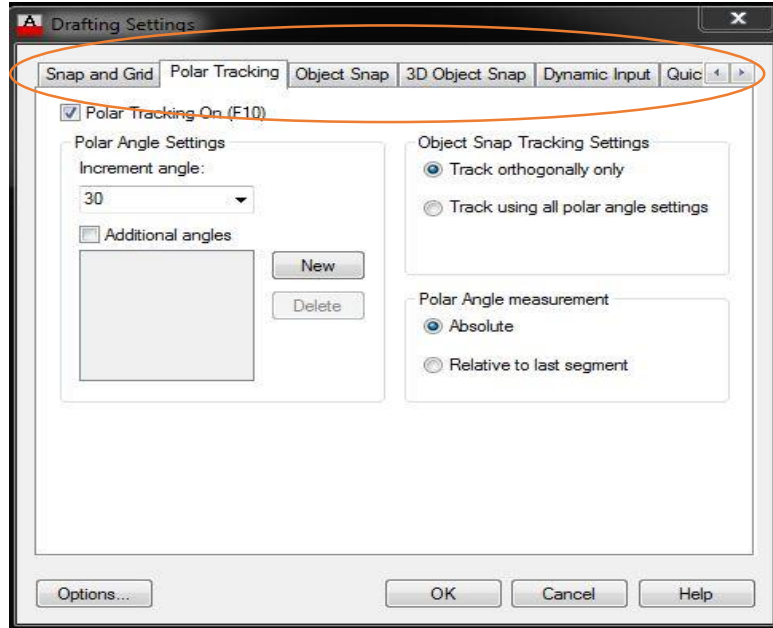 A Drafting Settings X
Snap and Grid Polar Tracking Object Snap 3D Object Snap Dynamic Input Quic
Polar Tracking On (F10)
Polar Angle Settings
Increment angle:
30
Additional angles
New
Delete
Object Snap Tracking Settings
Track orthogonally only
Track using all polar angle settings
Polar Angle measurement
Absolute
Relative to last segment
Options... OK Cancel Help